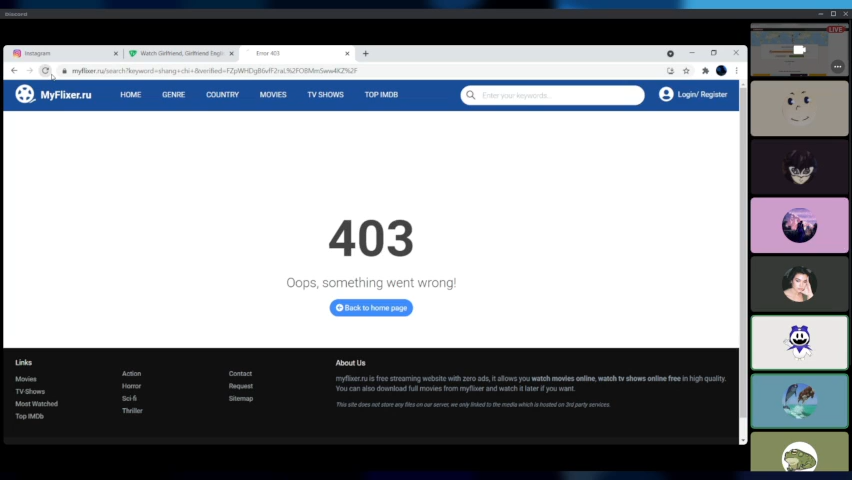 Discord
Instagram
Watch Girlfriend, Girlfriend Engl
Error 403
myflixer.ru/search?keyword=shang+chi+&verified=
MyFlixer.ru
HOME
GENRE
COUNTRY
MOVIES
TV SHOWS
TOP IMDB
Enter your keywords...
Login/ Register
LIVE
403
Oops, something went wrong!
Back to home page
Links
Movies
TV-Shows
Most Watched
Top IMDb
Action
Horror
Sci-fi
Thriller
Contact
Request
Sitemap
About Us
myflixer.ru is free streaming website with zero ads, it allows you watch movies online, watch tv shows online free in high quality.
You can also download full movies from myflixer and watch it later if you want.
This site does not store any files on our server, we only linked to the media which is hosted on 3rd party services.